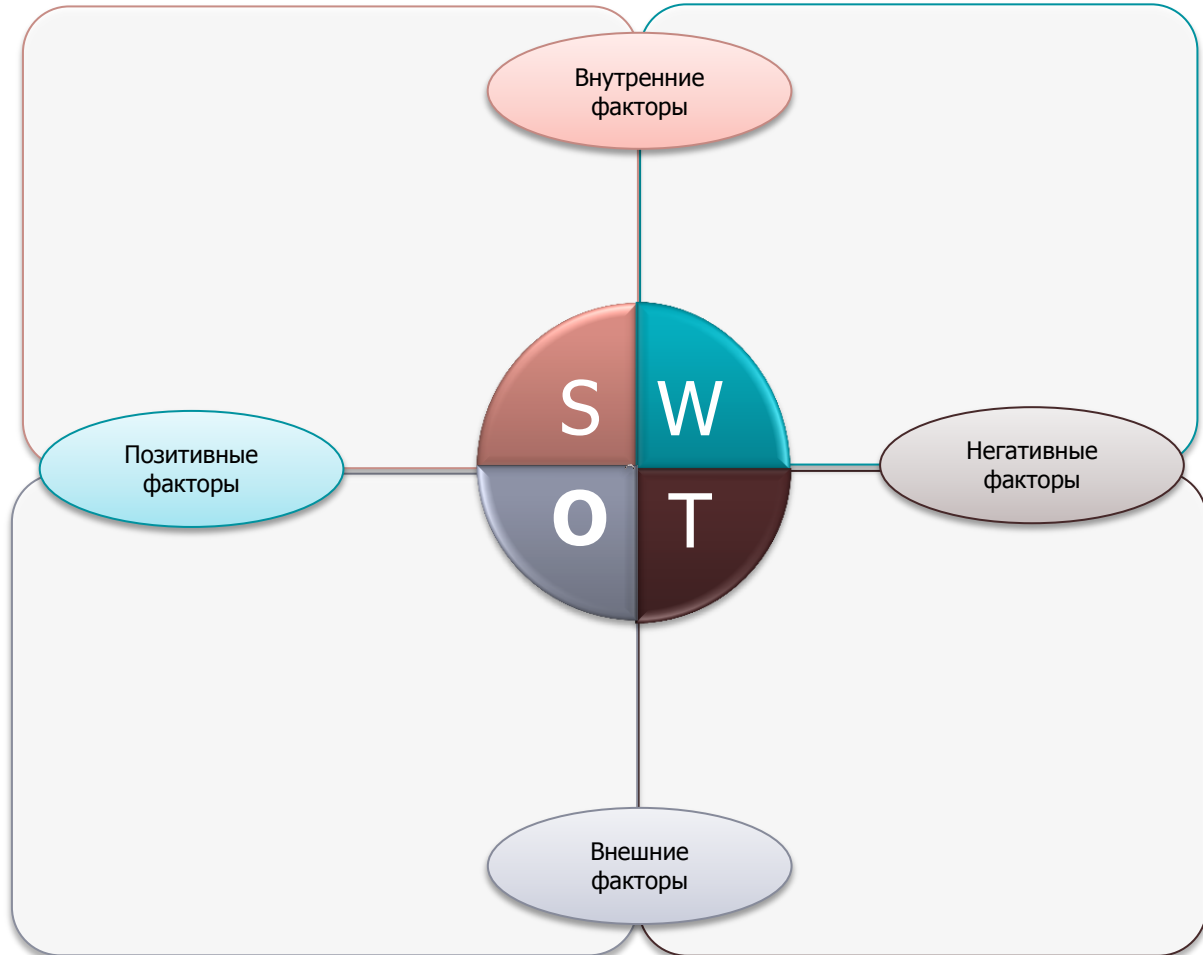 Внутренние
факторы
S W
Позитивные
факторы
Негативные
факторы
O T
Внешние
факторы